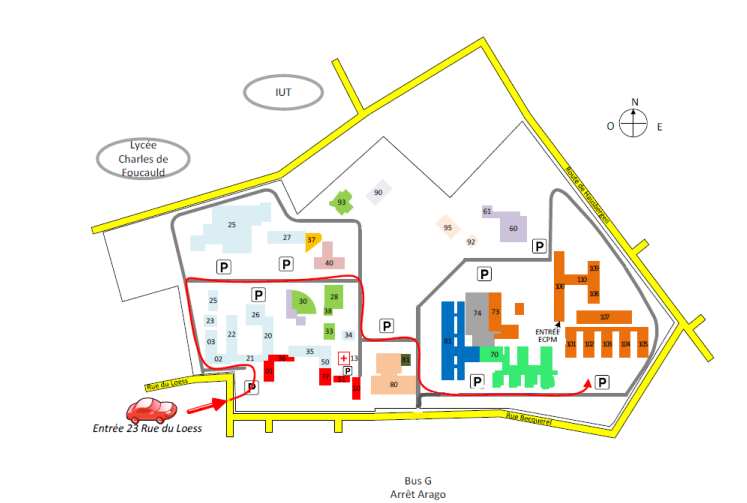 IUT
N
O
E
Lycée
Charles de
Foucauld
Route de Hausbergen
90
93
25
61
60
95
27
37
92
40
P
P
P
P
109
100
110
108
P
25
30
28
38
74
73
107
26
23
P
ENTRÉE
ECPM
22
20
33
34
03
81
101
102
103
104
105
35
70
02
21
36
50
13
P
01
P
80
P
P
10
Rue du Loess
P
Entrée 23 Rue du Loess
Rue Becquerel
Bus G
Arrêt Arago